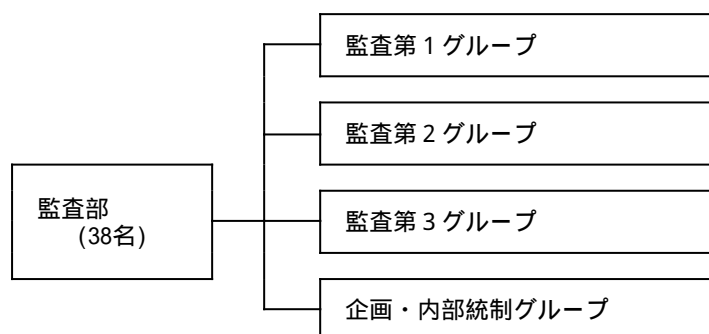 監査第１グループ
監査第２グループ
監査部
(38名)
監査第３グループ
企画・内部統制グループ